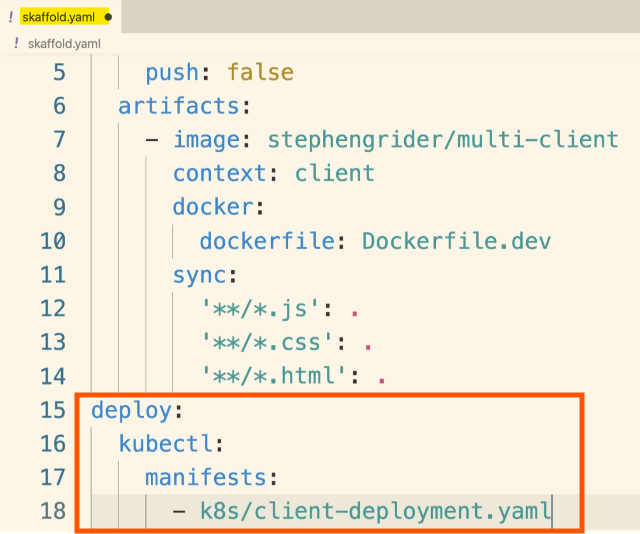 ! skaffold.yaml ●
! skaffold.yaml
5 push: false
6 artifacts:
7 - image: stephengrider/multi-client
8 context: client
9 docker:
10 dockerfile: Dockerfile.dev
11 sync:
12 '**/*.js': .
13 '**/*.css': .
14 '**/*.html': .
15 deploy:
16 kubectl:
17 manifests:
18 - k8s/client-deployment.yaml